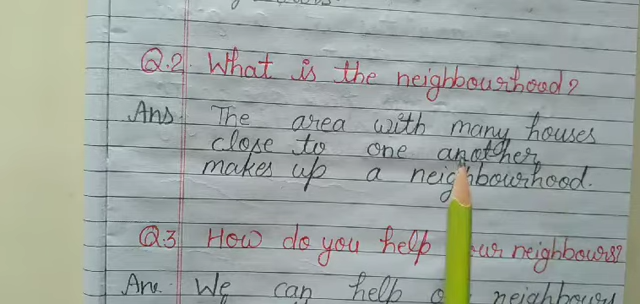 Q.2 What is the neighbourhood?
Ans. The area with many houses
close to one another
makes up a neighbourhood.
Q.3 How do you help our neighbours?
Ans. We can help neighbours